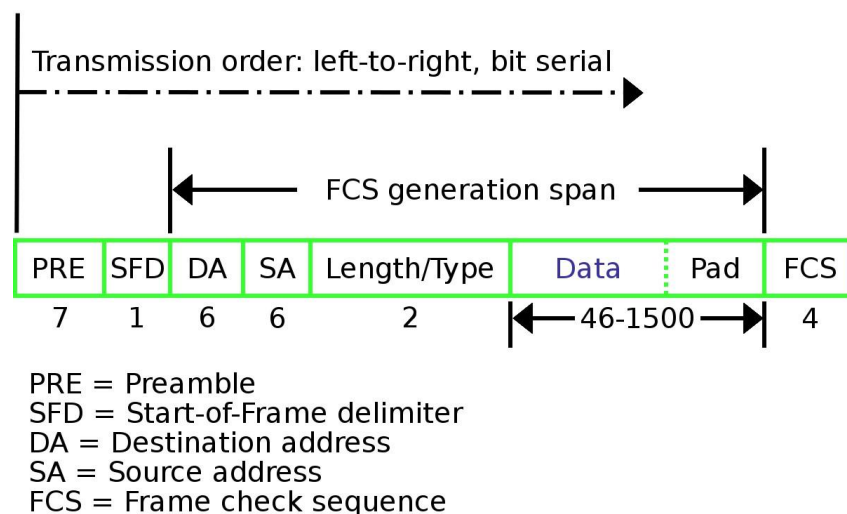 Transmission order: left-to-right, bit serial
FCS generation span
PRE SFD DA SA Length/Type Data Pad FCS
7 1 6 6 2 46-1500 4
PRE = Preamble
SFD = Start-of-Frame delimiter
DA = Destination address
SA = Source address
FCS = Frame check sequence